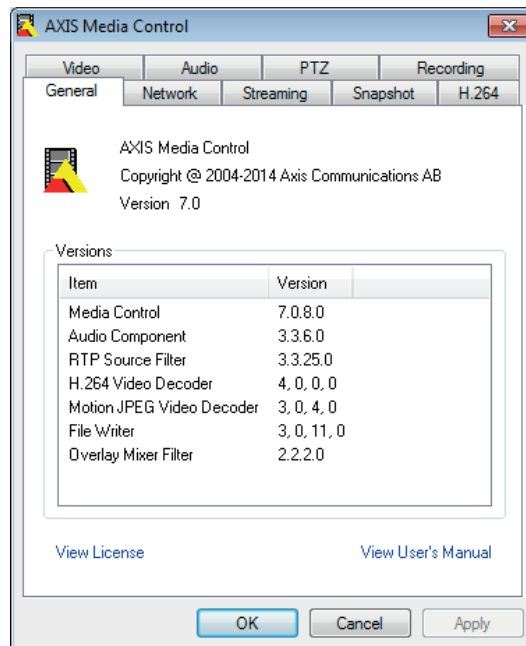 AXIS Media Control
Video Audio PTZ Recording
General Network Streaming Snapshot H.264
AXIS Media Control
Copyright @ 2004-2014 Axis Communications AB
Version 7.0
Versions
Item Version
Media Control 7.0.8.0
Audio Component 3.3.6.0
RTP Source Filter 3.3.25.0
H.264 Video Decoder 4, 0, 0, 0
Motion JPEG Video Decoder 3, 0, 4, 0
File Writer 3, 0, 11, 0
Overlay Mixer Filter 2.2.2.0
View License View User's Manual
OK Cancel Apply